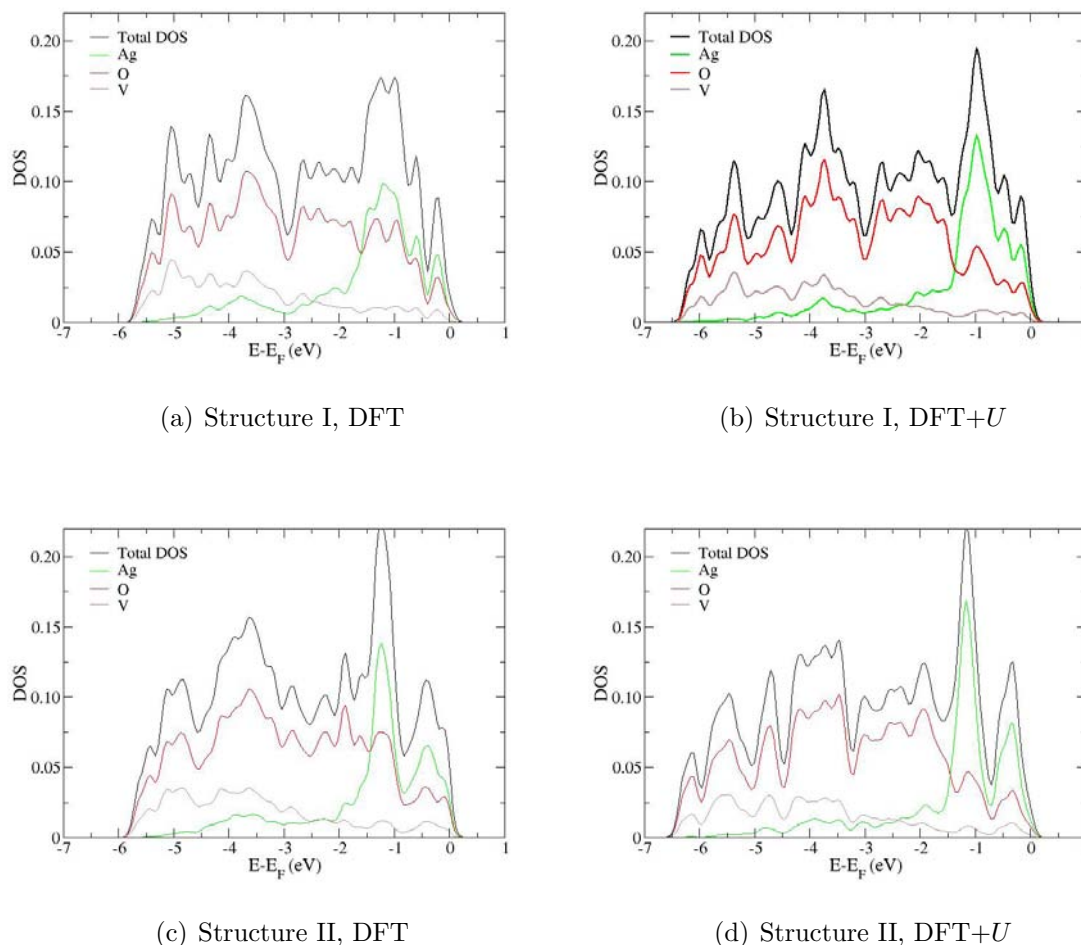 0.20
0.15
0.10
0.05
0
DOS
Total DOS
Ag
O
V
-7 -6 -5 -4 -3 -2 -1 0 1
E-E_F (eV)
(a) Structure I, DFT
0.20
0.15
0.10
0.05
0
DOS
Total DOS
Ag
O
V
-7 -6 -5 -4 -3 -2 -1 0
E-E_F (eV)
(b) Structure I, DFT+U
0.20
0.15
0.10
0.05
0
DOS
Total DOS
Ag
O
V
-7 -6 -5 -4 -3 -2 -1 0 1
E-E_F (eV)
(c) Structure II, DFT
0.20
0.15
0.10
0.05
0
DOS
Total DOS
Ag
O
V
-7 -6 -5 -4 -3 -2 -1 0
E-E_F (eV)
(d) Structure II, DFT+U